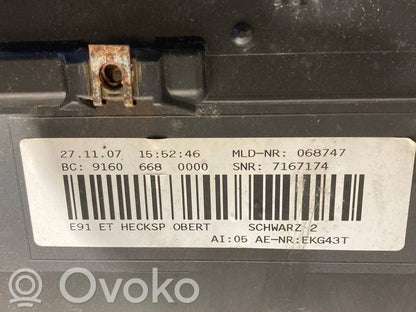 27.11.07 15:52:46 MLD-NR: 068747
BC: 9160 668 0000 SNR: 7167174
E91 ET HECKSP OBERT SCHWARZ 2
AI:05 AE-NR:EKG43T
Ovoko